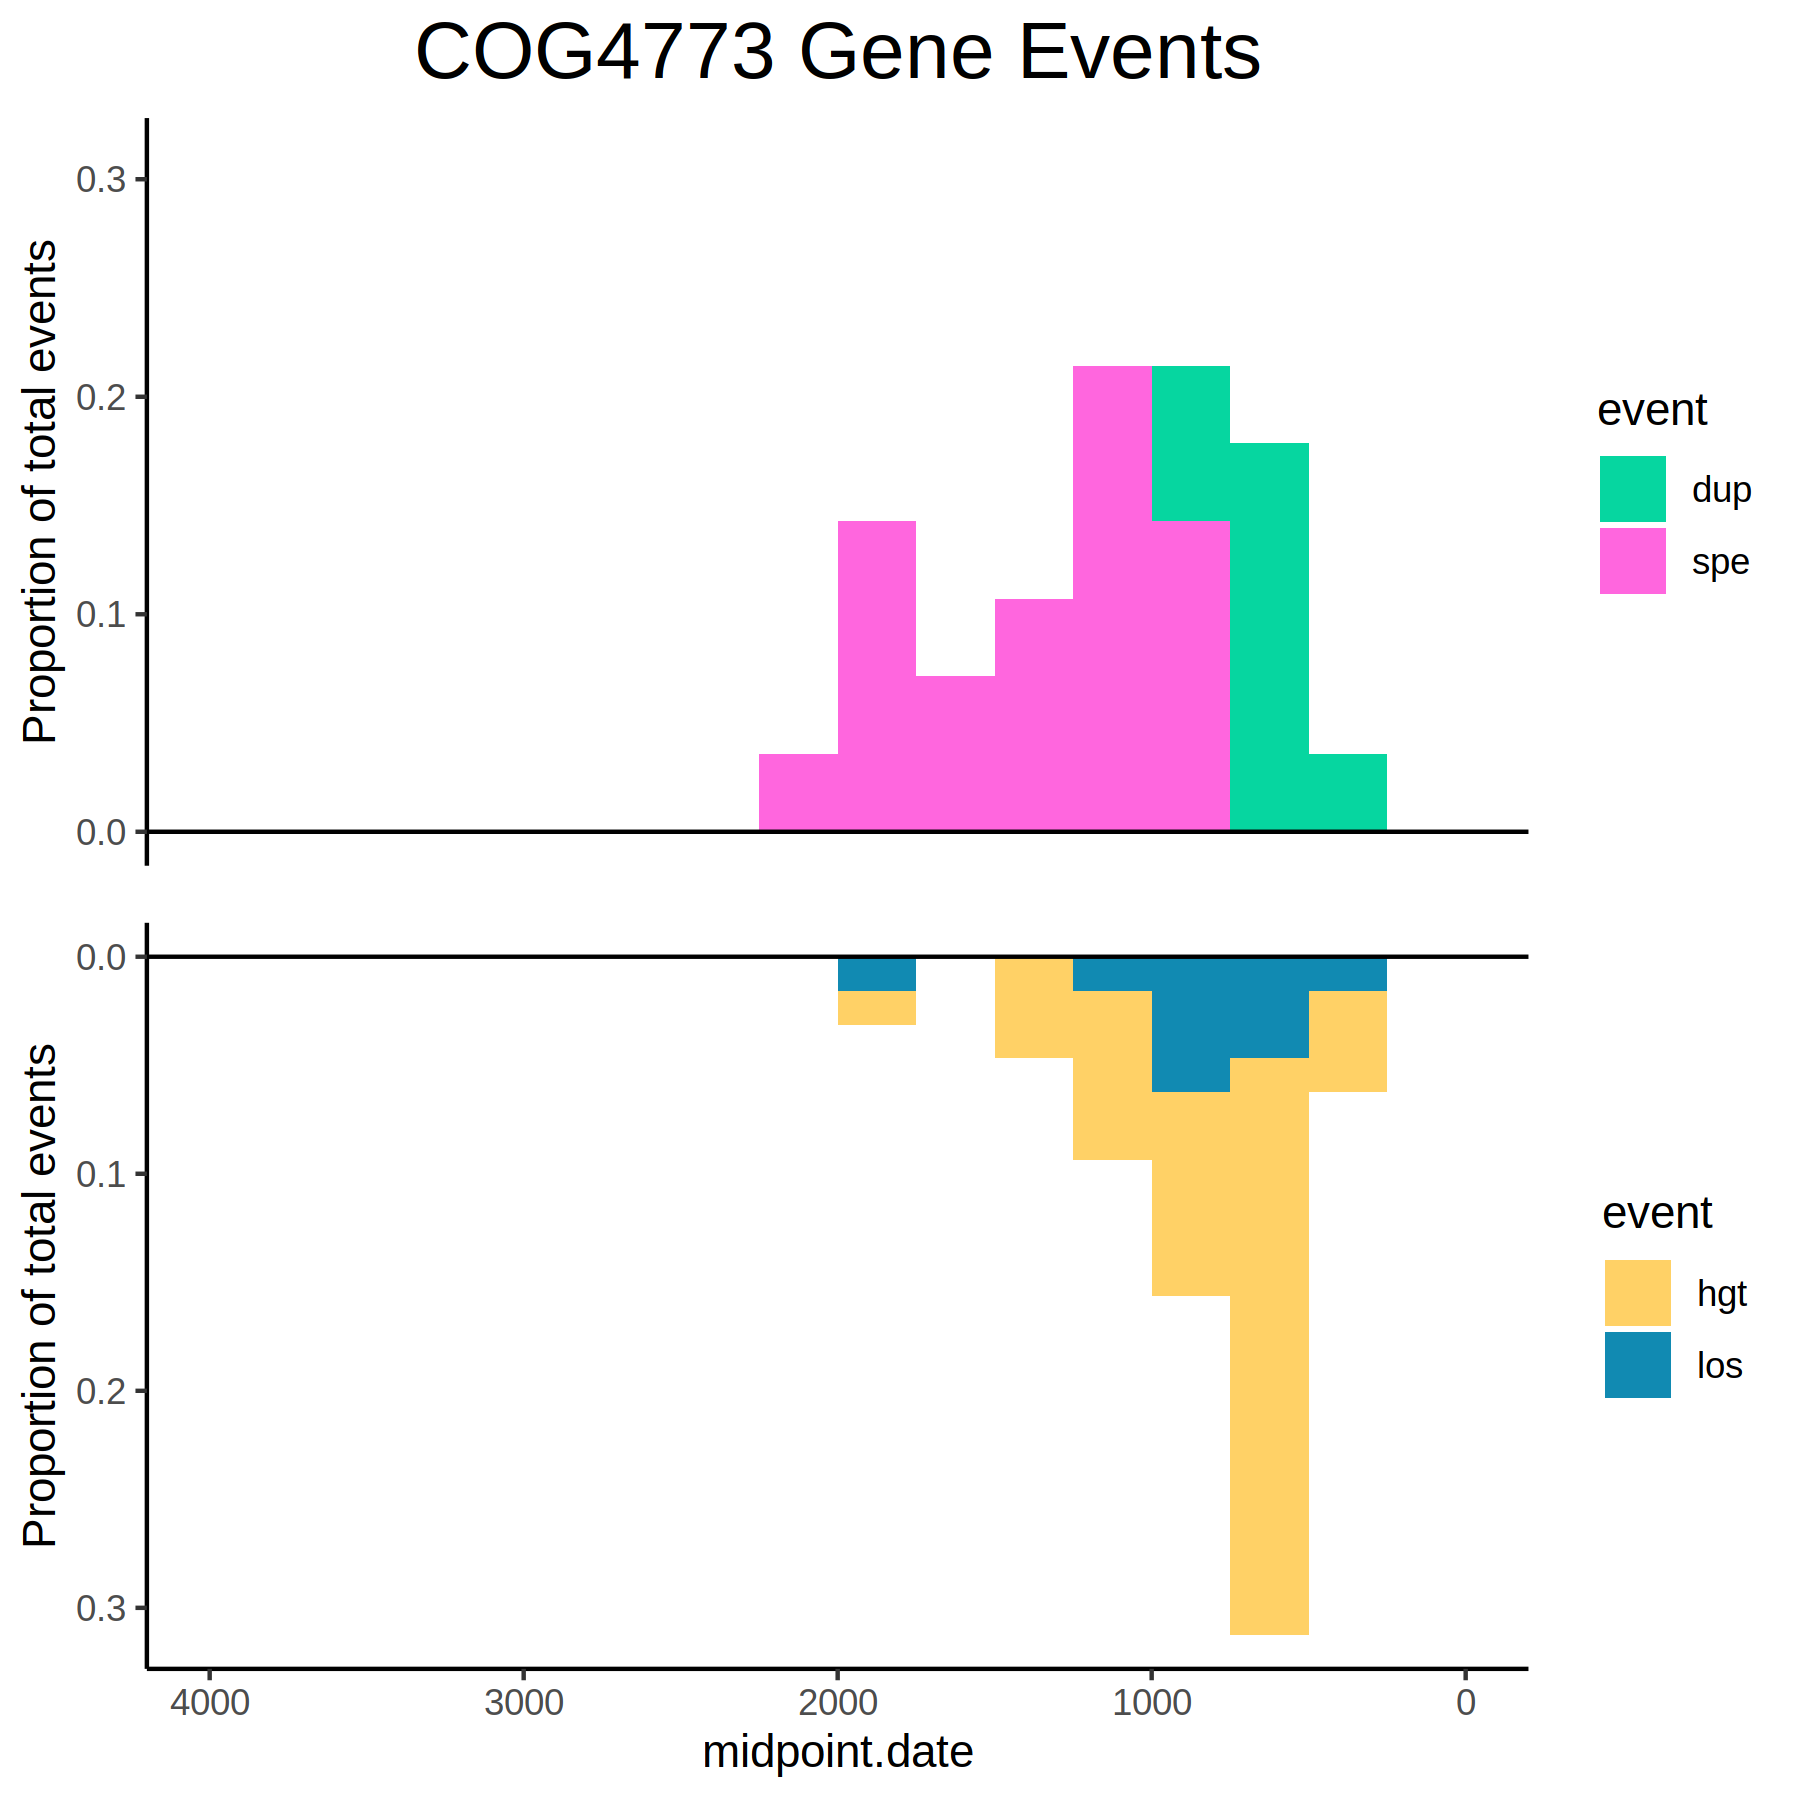 COG4773 Gene Events
Proportion of total events
0.3
0.2
0.1
0.0
event
dup
spe
Proportion of total events
0.0
0.1
0.2
0.3
event
hgt
los
4000 3000 2000 1000 0
midpoint.date